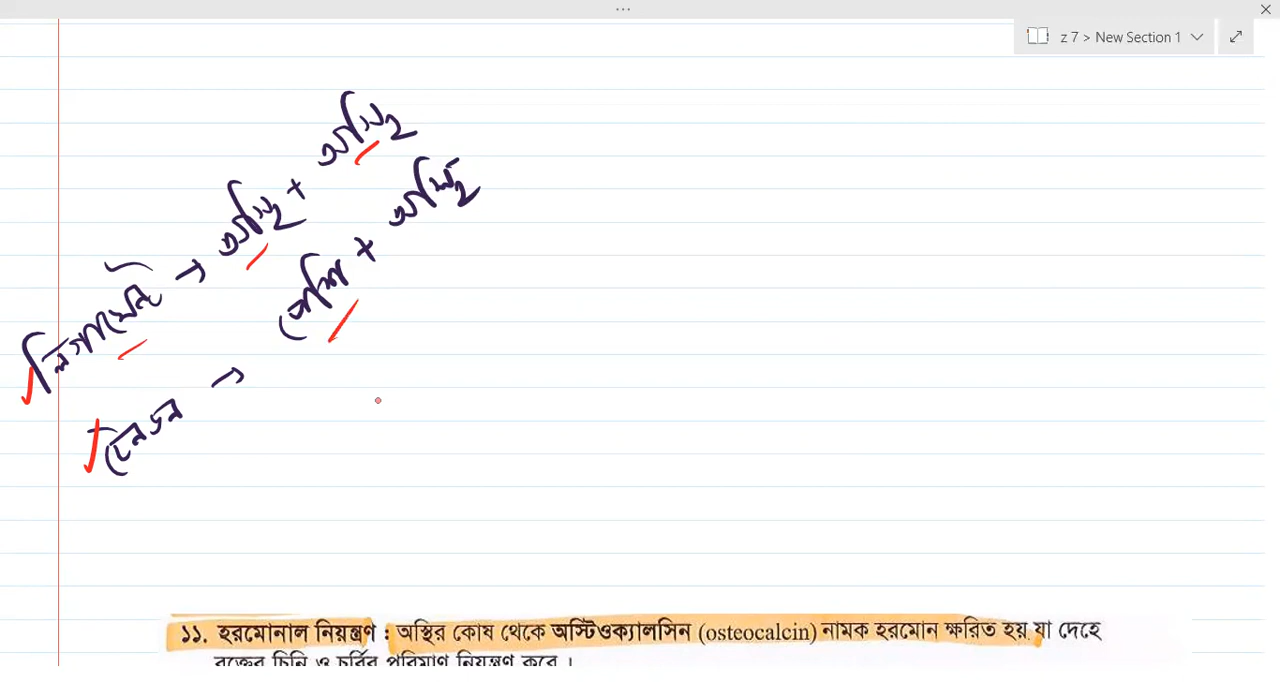 z 7 > New Section 1
লিগামেন্ট → অস্থি + অস্থি
টেনডন → পেশি + অস্থি
১১. হরমোনাল নিয়ন্ত্রণ : অস্থির কোষ থেকে অস্টিওক্যালসিন (osteocalcin) নামক হরমোন ক্ষরিত হয় যা দেহে
রক্তের চিনি ও চর্বির পরিমাণ নিয়ন্ত্রণ করে ।